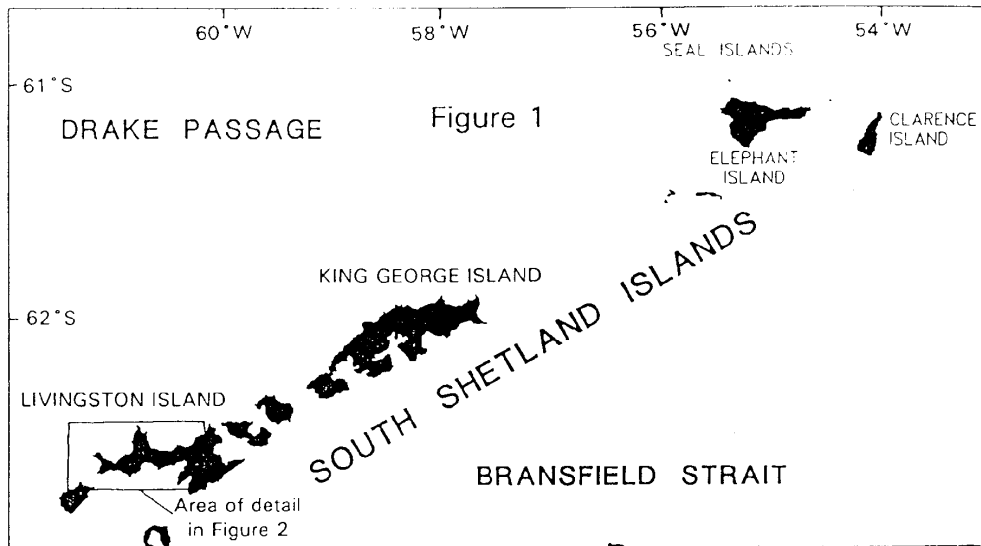 60°W 58°W 56°W 54°W
SEAL ISLANDS
61°S
DRAKE PASSAGE
Figure 1
CLARENCE
ISLAND
ELEPHANT
ISLAND
SOUTH SHETLAND ISLANDS
KING GEORGE ISLAND
62°S
LIVINGSTON ISLAND
BRANSFIELD STRAIT
Area of detail
in Figure 2